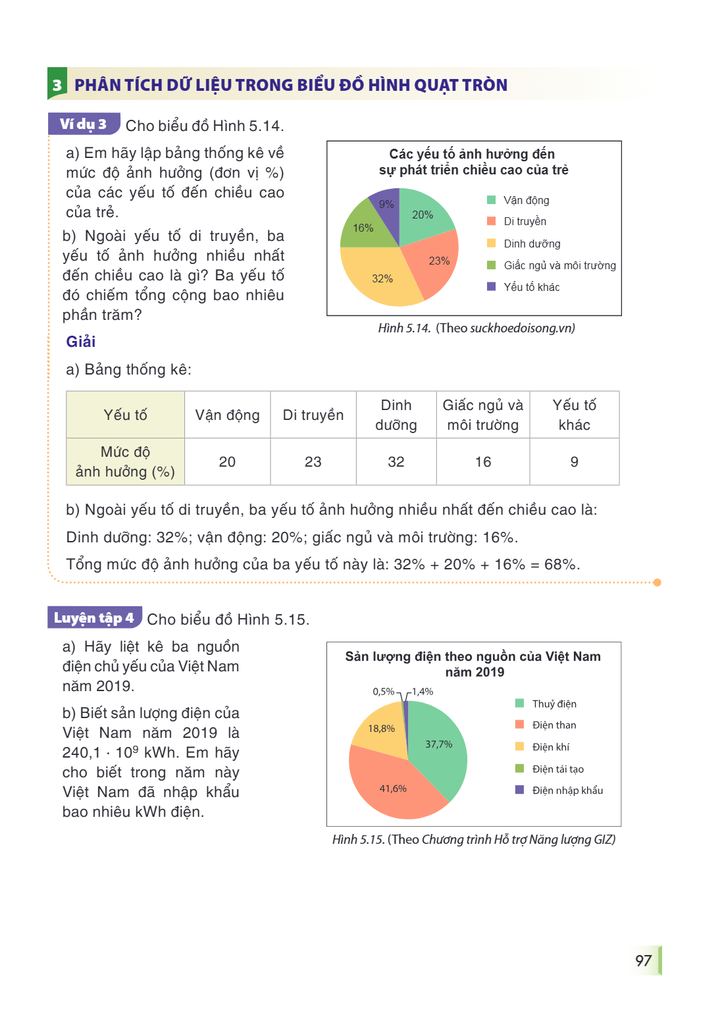 3 PHÂN TÍCH DỮ LIỆU TRONG BIỂU ĐỒ HÌNH QUẠT TRÒN
Ví dụ 3 Cho biểu đồ Hình 5.14.
a) Em hãy lập bảng thống kê về
mức độ ảnh hưởng (đơn vị %)
của các yếu tố đến chiều cao
của trẻ.
b) Ngoài yếu tố di truyền, ba
yếu tố ảnh hưởng nhiều nhất
đến chiều cao là gì? Ba yếu tố
đó chiếm tổng cộng bao nhiêu
phần trăm?
Các yếu tố ảnh hưởng đến
sự phát triển chiều cao của trẻ
9%
20%
16%
23%
32%
Vận động
Di truyền
Dinh dưỡng
Giấc ngủ và môi trường
Yếu tố khác
Hình 5.14. (Theo suckhoedoisong.vn)
Giải
a) Bảng thống kê:
Yếu tố Vận động Di truyền Dinh dưỡng Giấc ngủ và môi trường Yếu tố khác
Mức độ ảnh hưởng (%) 20 23 32 16 9
b) Ngoài yếu tố di truyền, ba yếu tố ảnh hưởng nhiều nhất đến chiều cao là:
Dinh dưỡng: 32%; vận động: 20%; giấc ngủ và môi trường: 16%.
Tổng mức độ ảnh hưởng của ba yếu tố này là: 32% + 20% + 16% = 68%.
Luyện tập 4 Cho biểu đồ Hình 5.15.
a) Hãy liệt kê ba nguồn
điện chủ yếu của Việt Nam
năm 2019.
b) Biết sản lượng điện của
Việt Nam năm 2019 là
240,1 · 10⁹ kWh. Em hãy
cho biết trong năm này
Việt Nam đã nhập khẩu
bao nhiêu kWh điện.
Sản lượng điện theo nguồn của Việt Nam
năm 2019
0,5% 1,4%
18,8%
37,7%
41,6%
Thuỷ điện
Điện than
Điện khí
Điện tái tạo
Điện nhập khẩu
Hình 5.15. (Theo Chương trình Hỗ trợ Năng lượng GIZ)
97